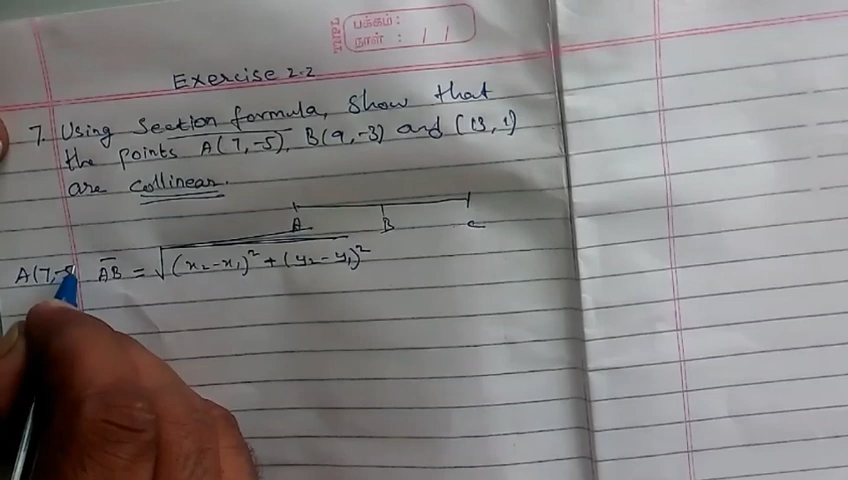 பக்கம்:
நாள் : / /
Exercise 2.2
7. Using Section formula, Show that
the points A(7,-5), B(9,-3) and (13,1)
are collinear.
A B C
A(7,-5 AB = √(x₂-x₁)² + (y₂-y₁)²